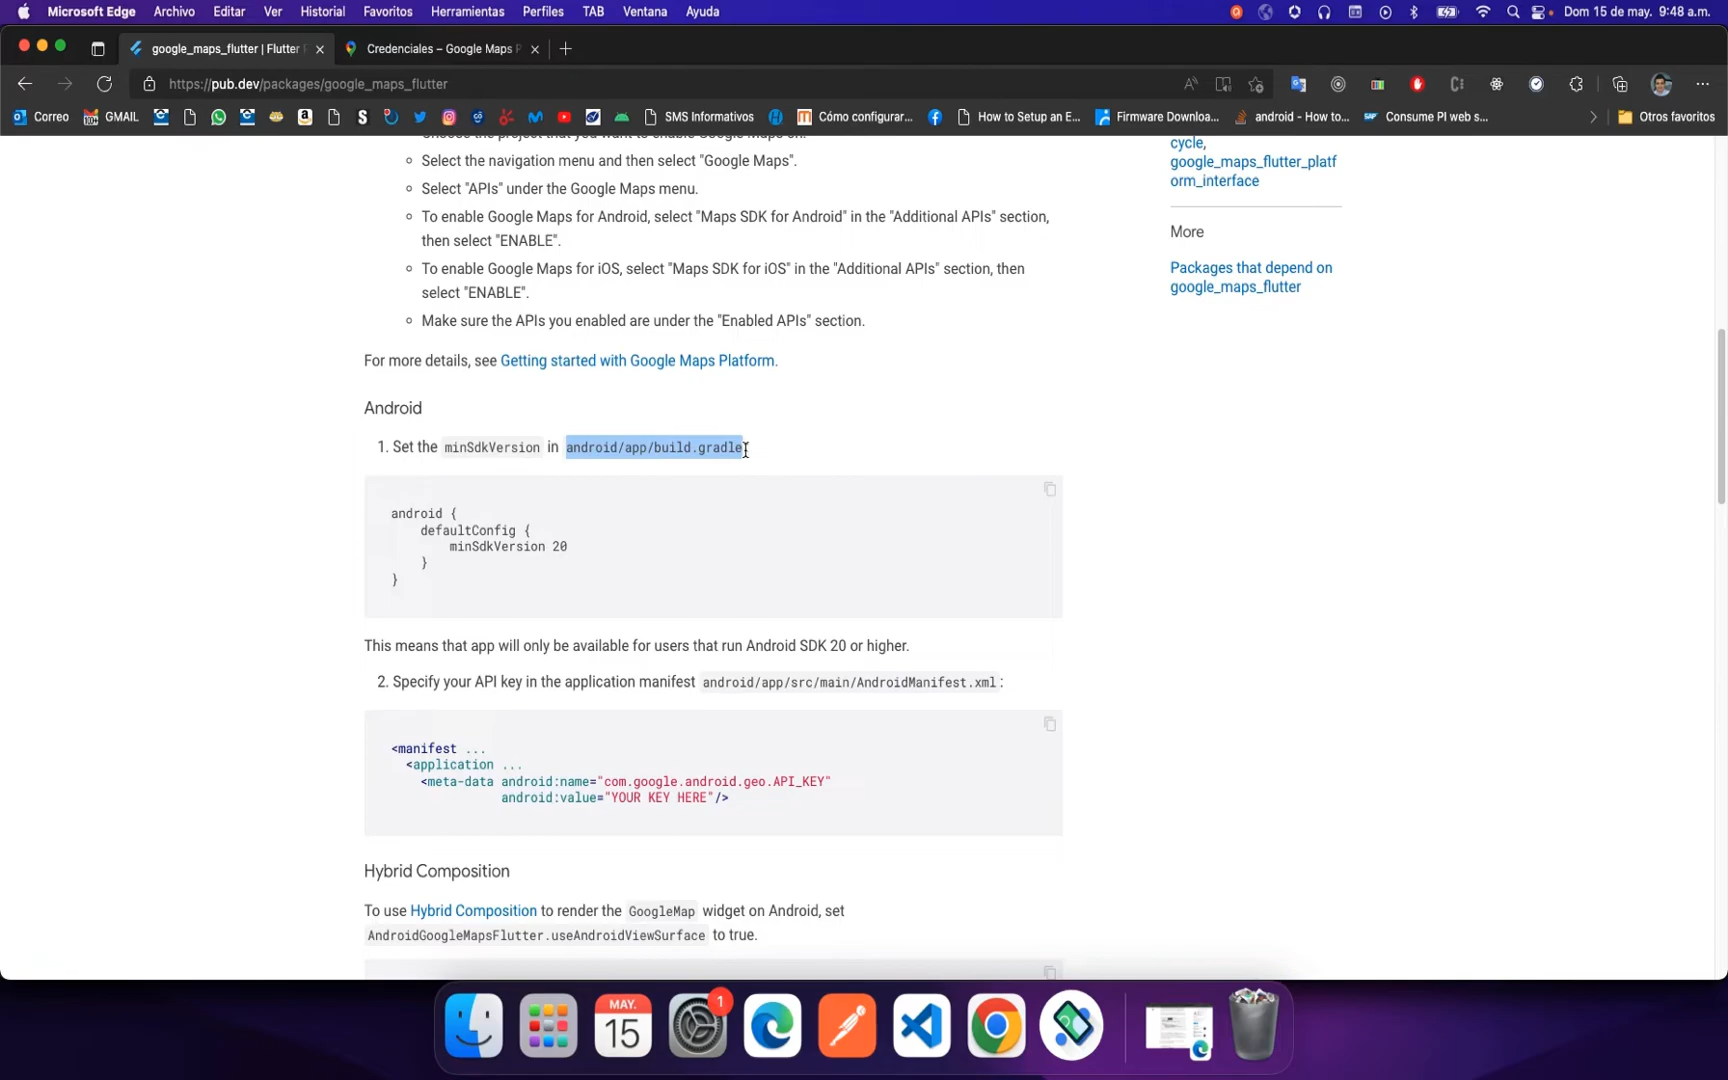 Microsoft Edge Archivo Editar Ver Historial Favoritos Herramientas Perfiles TAB Ventana Ayuda Dom 15 de may. 9:48 a.m.
google_maps_flutter | Flutter Credenciales – Google Maps
https://pub.dev/packages/google_maps_flutter
Correo GMAIL SMS Informativos Cómo configurar... How to Setup an E... Firmware Downloa... android - How to... Consume PI web s... Otros favoritos
Select the navigation menu and then select "Google Maps".
Select "APIs" under the Google Maps menu.
To enable Google Maps for Android, select "Maps SDK for Android" in the "Additional APIs" section,
then select "ENABLE".
To enable Google Maps for iOS, select "Maps SDK for iOS" in the "Additional APIs" section, then
select "ENABLE".
Make sure the APIs you enabled are under the "Enabled APIs" section.
For more details, see Getting started with Google Maps Platform.
Android
1. Set the minSdkVersion in android/app/build.gradle
android {
defaultConfig {
minSdkVersion 20
}
}
This means that app will only be available for users that run Android SDK 20 or higher.
2. Specify your API key in the application manifest android/app/src/main/AndroidManifest.xml:
<manifest ...
<application ...
<meta-data android:name="com.google.android.geo.API_KEY"
android:value="YOUR KEY HERE"/>
Hybrid Composition
To use Hybrid Composition to render the GoogleMap widget on Android, set
AndroidGoogleMapsFlutter.useAndroidViewSurface to true.
cycle,
google_maps_flutter_platf
orm_interface
More
Packages that depend on
google_maps_flutter
MAY.
15
1